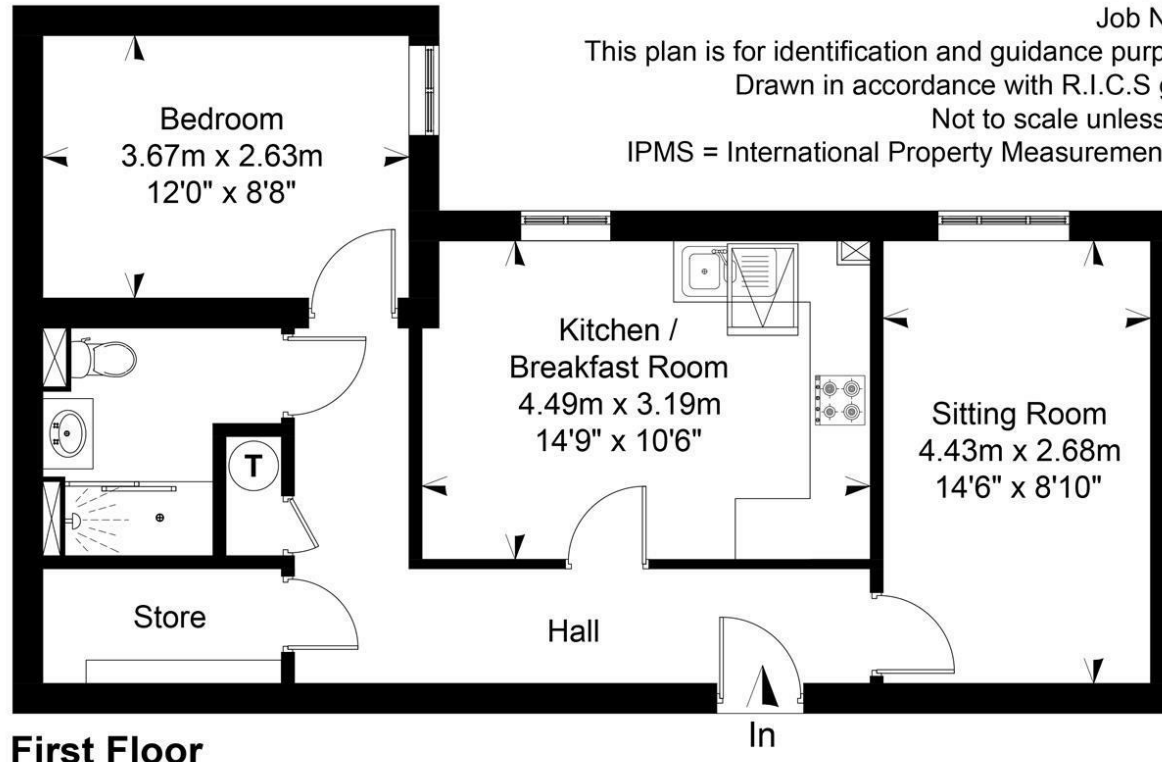 Job
This plan is for identification and guidance
Drawn in accordance with R.I.C.S
Not to scale unless
IPMS = International Property
Bedroom
3.67m x 2.63m
12'0" x 8'8"
Kitchen /
Breakfast Room
4.49m x 3.19m
14'9" x 10'6"
Sitting Room
4.43m x 2.68m
14'6" x 8'10"
T
Store
Hall
In
First Floor